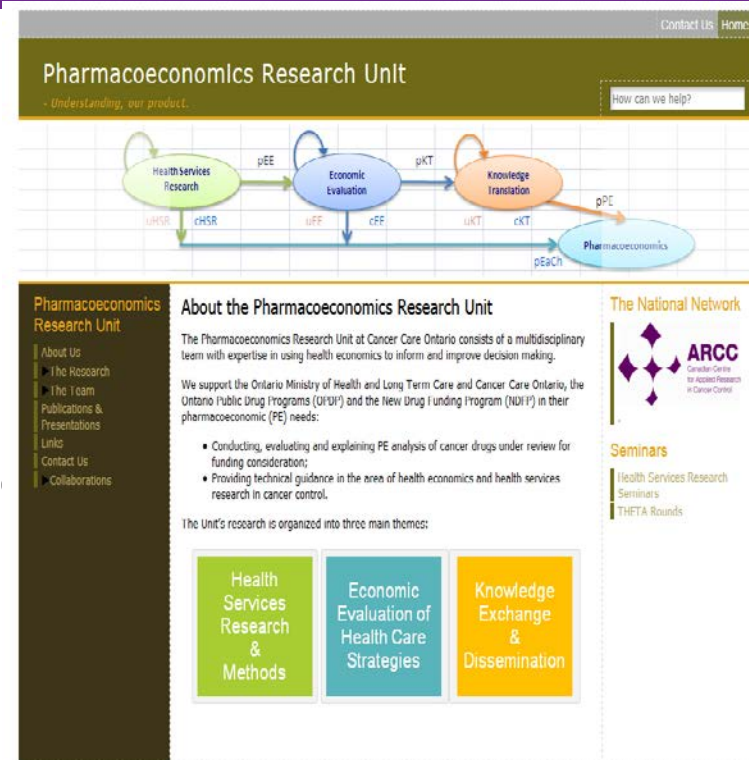 Contact Us Home
Pharmacoeconomics Research Unit
- Understanding, our product.
How can we help?
pEE
pKT
Health Services
Research
Economic
Evaluation
Knowledge
Translation
pPE
uHSR
cHSR
uEE
cEE
uKT
cKT
Pharmacoeconomics
pEaCh
Pharmacoeconomics
Research Unit
About Us
The Research
The Team
Publications &
Presentations
Links
Contact Us
Collaborations
About the Pharmacoeconomics Research Unit
The Pharmacoeconomics Research Unit at Cancer Care Ontario consists of a multidisciplinary
team with expertise in using health economics to inform and improve decision making.
We support the Ontario Ministry of Health and Long Term Care and Cancer Care Ontario, the
Ontario Public Drug Programs (OPDP) and the New Drug Funding Program (NDFP) in their
pharmacoeconomic (PE) needs:
• Conducting, evaluating and explaining PE analysis of cancer drugs under review for
funding consideration;
• Providing technical guidance in the area of health economics and health services
research in cancer control.
The Unit's research is organized into three main themes:
Health
Services
Research
&
Methods
Economic
Evaluation of
Health Care
Strategies
Knowledge
Exchange
&
Dissemination
The National Network
ARCC
Canadian Centre
for Applied Research
in Cancer Control
Seminars
Health Services Research
Seminars
THETA Rounds